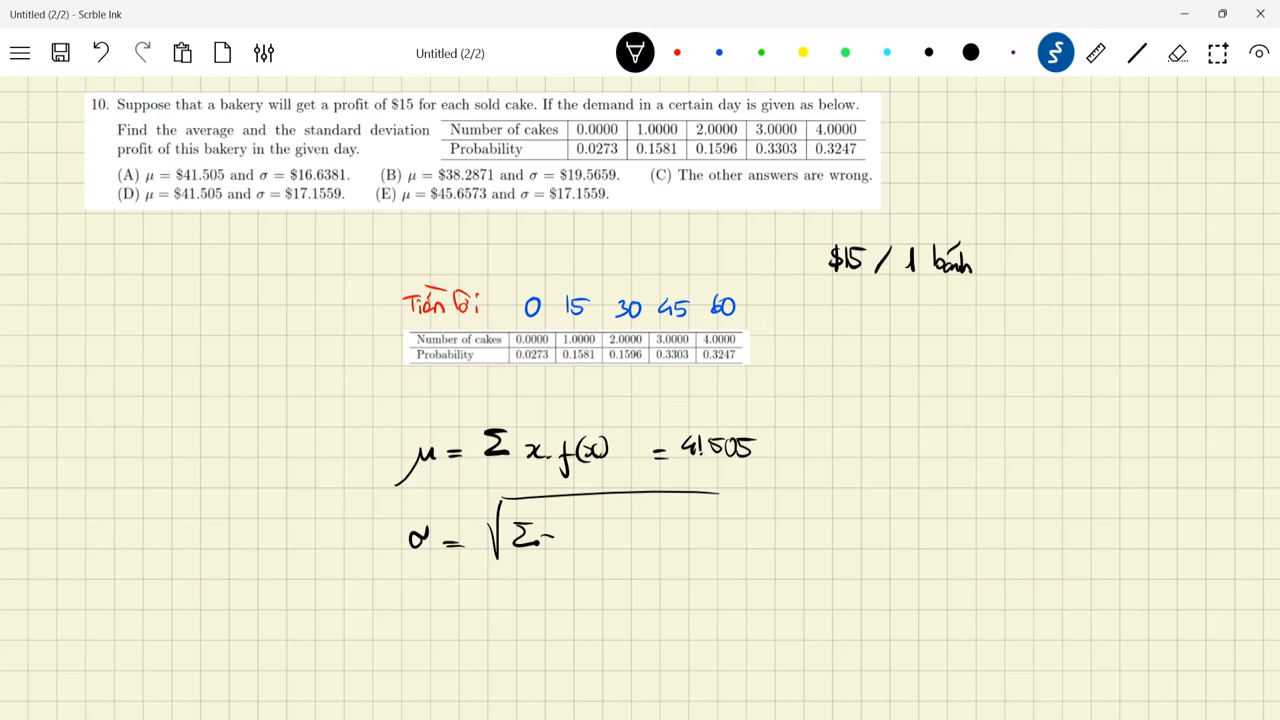 Untitled (2/2) - Scrble Ink
Untitled (2/2)
10. Suppose that a bakery will get a profit of $15 for each sold cake. If the demand in a certain day is given as below.
Find the average and the standard deviation profit of this bakery in the given day.
Number of cakes 0.0000 1.0000 2.0000 3.0000 4.0000
Probability 0.0273 0.1581 0.1596 0.3303 0.3247
(A) μ = $41.505 and σ = $16.6381. (B) μ = $38.2871 and σ = $19.5659. (C) The other answers are wrong.
(D) μ = $41.505 and σ = $17.1559. (E) μ = $45.6573 and σ = $17.1559.
$15 / 1 bánh
Tiền lời 0 15 30 45 60
Number of cakes 0.0000 1.0000 2.0000 3.0000 4.0000
Probability 0.0273 0.1581 0.1596 0.3303 0.3247
μ = Σ x.f(x) = 41.505
σ = √Σ